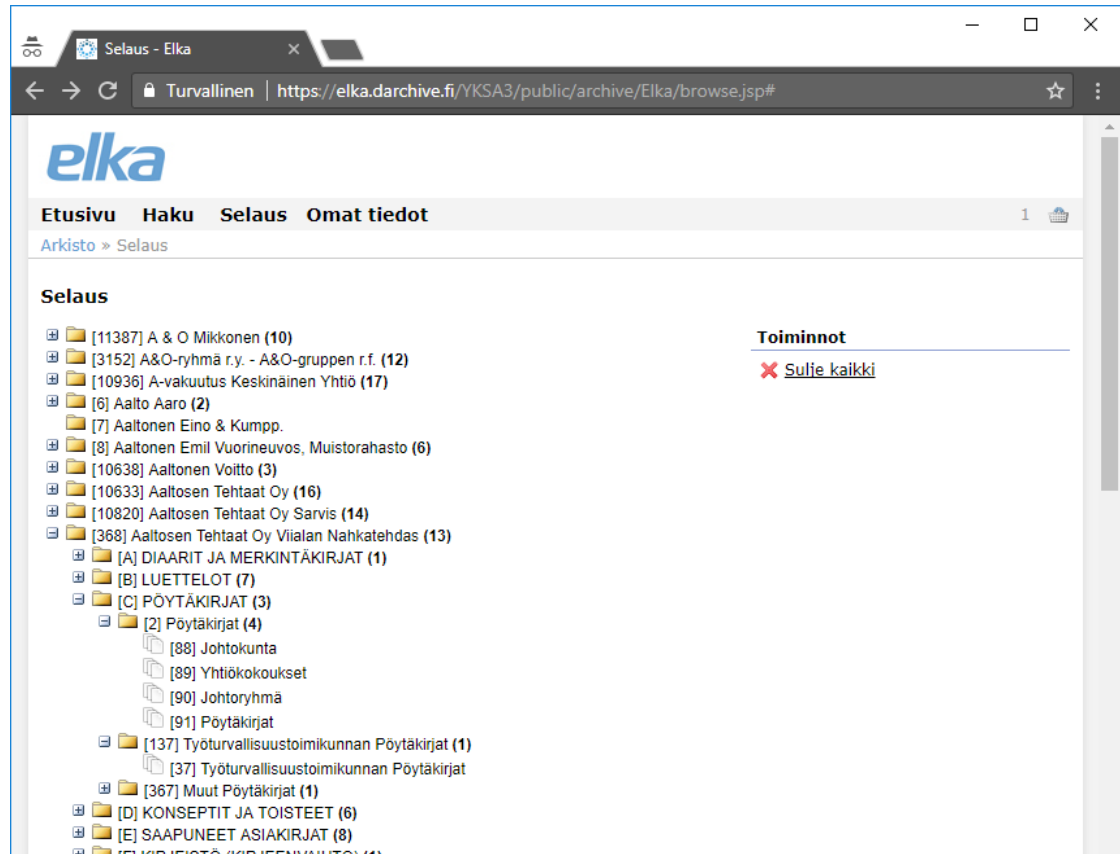 Selaus - Elka
Turvallinen | https://elka.darchive.fi/YKSA3/public/archive/Elka/browse.jsp#
elka
Etusivu Haku Selaus Omat tiedot 1
Arkisto » Selaus
Selaus
[11387] A & O Mikkonen (10)
[3152] A&O-ryhmä r.y. - A&O-gruppen r.f. (12)
[10936] A-vakuutus Keskinäinen Yhtiö (17)
[6] Aalto Aaro (2)
[7] Aaltonen Eino & Kumpp.
[8] Aaltonen Emil Vuorineuvos, Muistorahasto (6)
[10638] Aaltonen Voitto (3)
[10633] Aaltosen Tehtaat Oy (16)
[10820] Aaltosen Tehtaat Oy Sarvis (14)
[368] Aaltosen Tehtaat Oy Viialan Nahkatehdas (13)
[A] DIAARIT JA MERKINTÄKIRJAT (1)
[B] LUETTELOT (7)
[C] PÖYTÄKIRJAT (3)
[2] Pöytäkirjat (4)
[88] Johtokunta
[89] Yhtiökokoukset
[90] Johtoryhmä
[91] Pöytäkirjat
[137] Työturvallisuustoimikunnan Pöytäkirjat (1)
[37] Työturvallisuustoimikunnan Pöytäkirjat
[367] Muut Pöytäkirjat (1)
[D] KONSEPTIT JA TOISTEET (6)
[E] SAAPUNEET ASIAKIRJAT (8)
[F] KIRJEISTÖ (KIRJEENVAIHTO) (1)
Toiminnot
Sulje kaikki